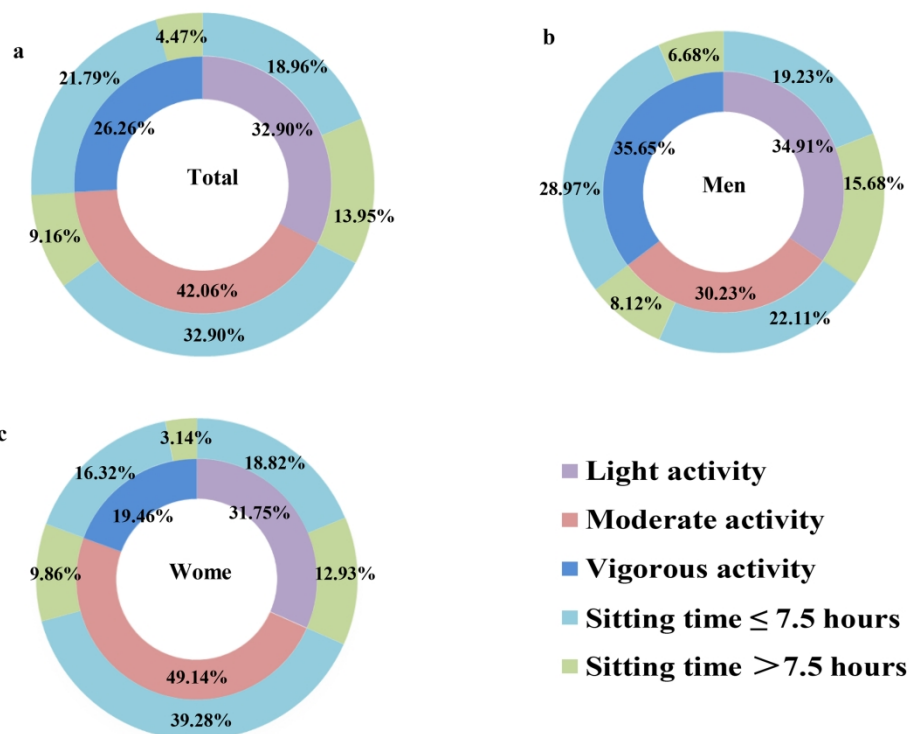 a
4.47%
18.96%
21.79%
26.26%
32.90%
Total
13.95%
9.16%
42.06%
32.90%
b
6.68%
19.23%
35.65%
34.91%
Men
28.97%
15.68%
8.12%
30.23%
22.11%
c
3.14%
18.82%
16.32%
19.46%
31.75%
Wome
9.86%
12.93%
49.14%
39.28%
Light activity
Moderate activity
Vigorous activity
Sitting time ≤ 7.5 hours
Sitting time ＞7.5 hours